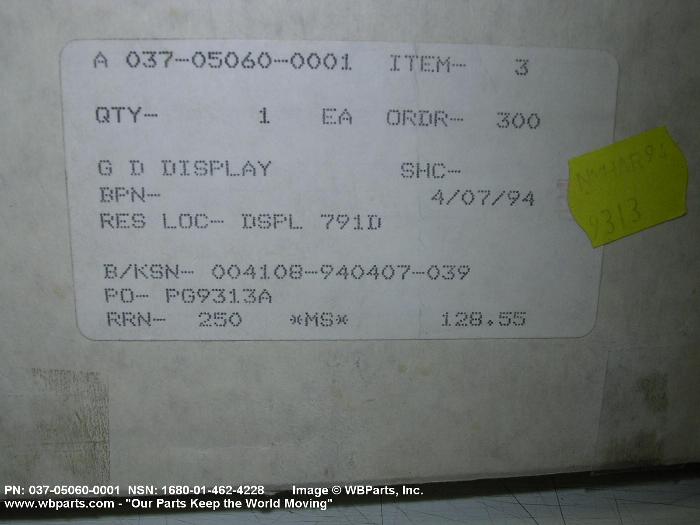 A 037-05060-0001 ITEM- 3
QTY- 1 EA ORDR- 300
G D DISPLAY SHC-
BPN- 4/07/94
RES LOC- DSPL 791D
B/KSN- 004108-940407-039
PO- PG9313A
RRN- 250 *MS* 128.55
9313
PN: 037-05060-0001 NSN: 1680-01-462-4228 Image © WBParts, Inc.
www.wbparts.com - "Our Parts Keep the World Moving"